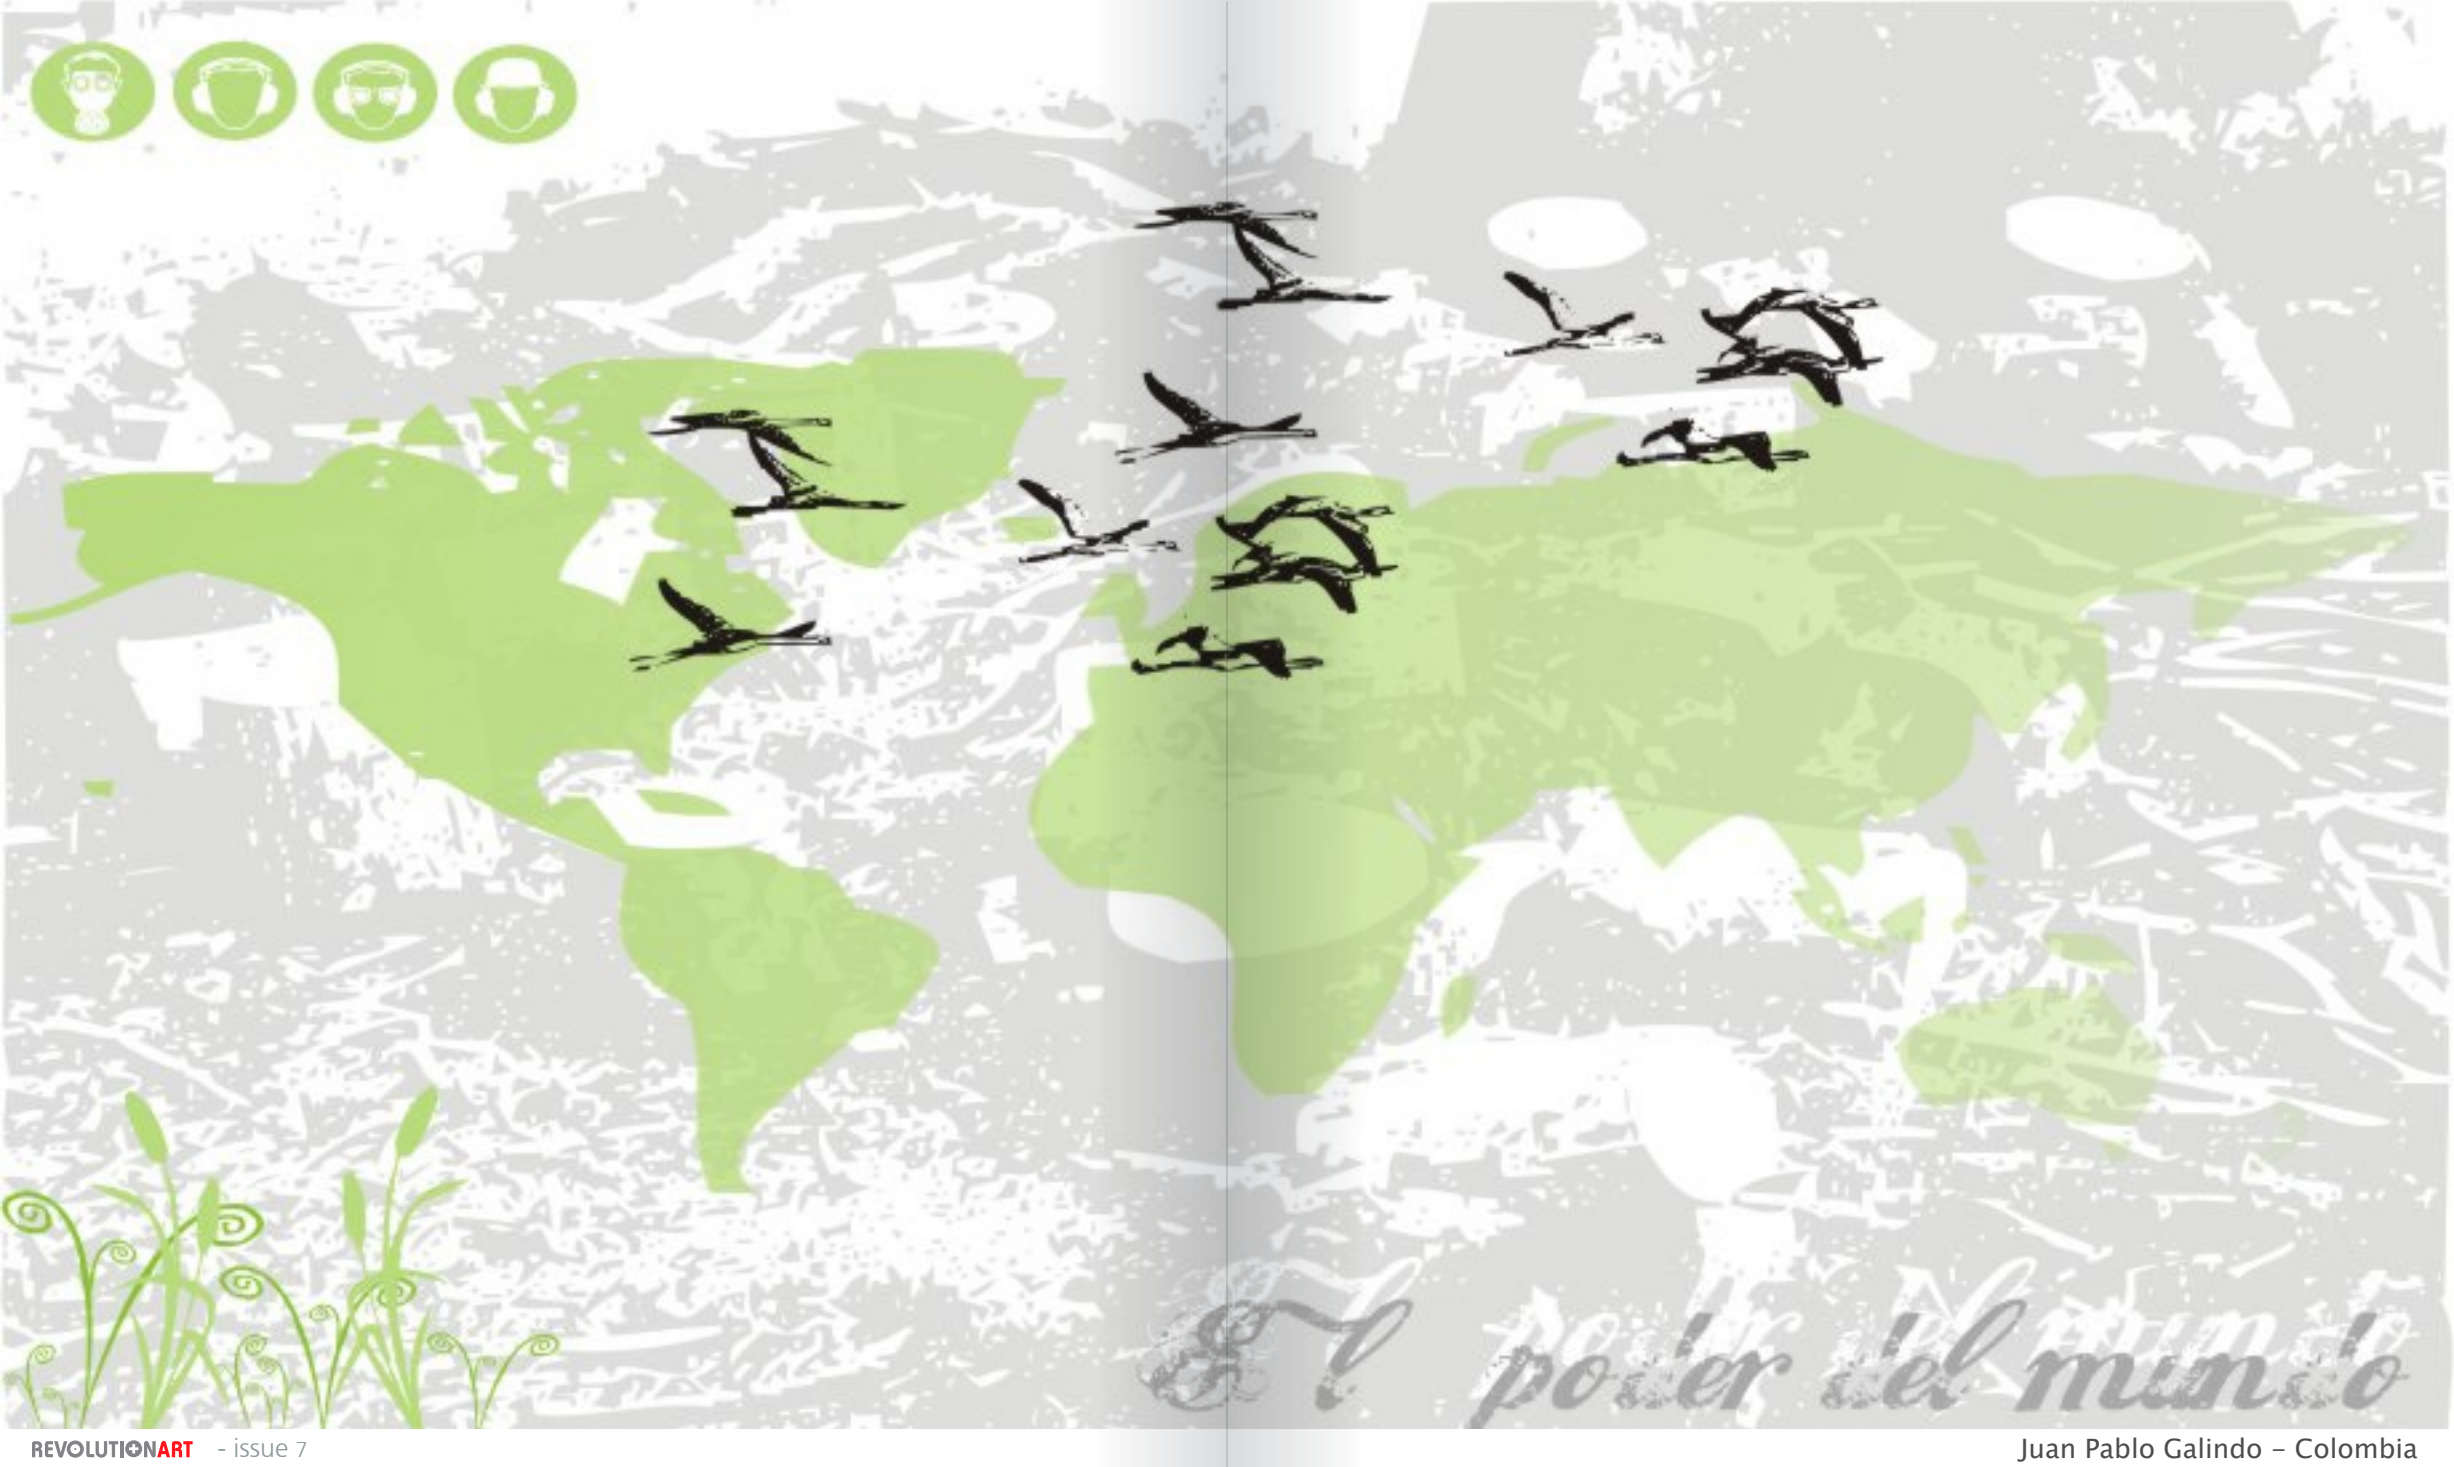 El poder del mundo
REVOLUTIONART - issue 7
Juan Pablo Galindo – Colombia